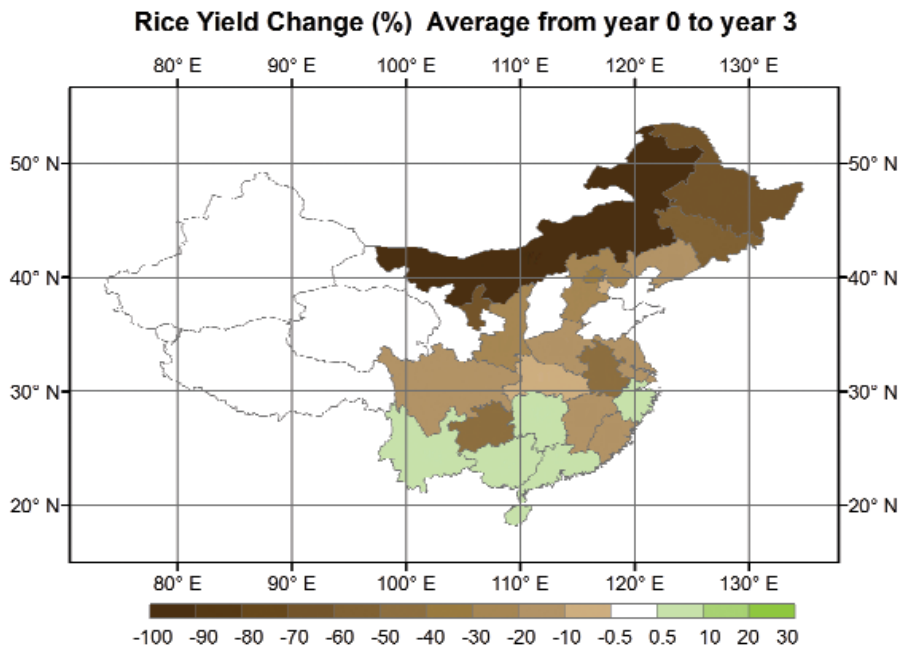 Rice Yield Change (%)  Average from year 0 to year 3
80° E 90° E 100° E 110° E 120° E 130° E
50° N 50° N
40° N 40° N
30° N 30° N
20° N 20° N
80° E 90° E 100° E 110° E 120° E 130° E
-100 -90 -80 -70 -60 -50 -40 -30 -20 -10 -0.5 0.5 10 20 30